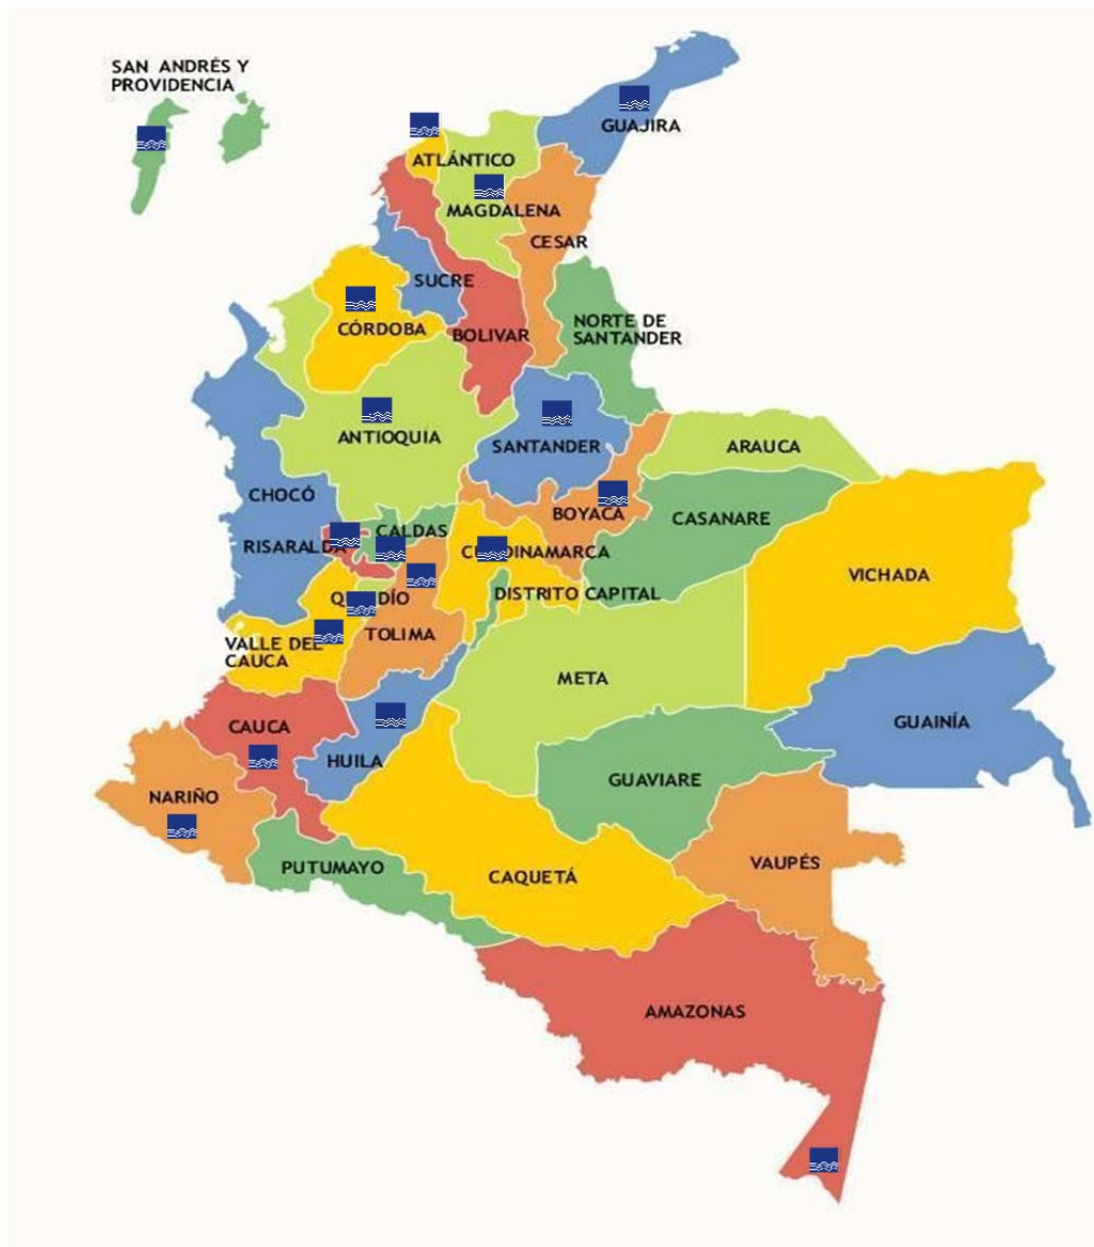 SAN ANDRÉS Y
PROVIDENCIA
GUAJIRA
ATLÁNTICO
MAGDALENA
CESAR
SUCRE
CÓRDOBA
BOLIVAR
NORTE DE
SANTANDER
ANTIOQUIA
SANTANDER
ARAUCA
CHOCÓ
BOYACÁ
CASANARE
CALDAS
RISARALDA
C DINAMARCA
VICHADA
DISTRITO CAPITAL
Q DÍO
TOLIMA
VALLE DEL
CAUCA
META
CAUCA
GUAINÍA
HUILA
GUAVIARE
NARIÑO
VAUPÉS
PUTUMAYO
CAQUETÁ
AMAZONAS